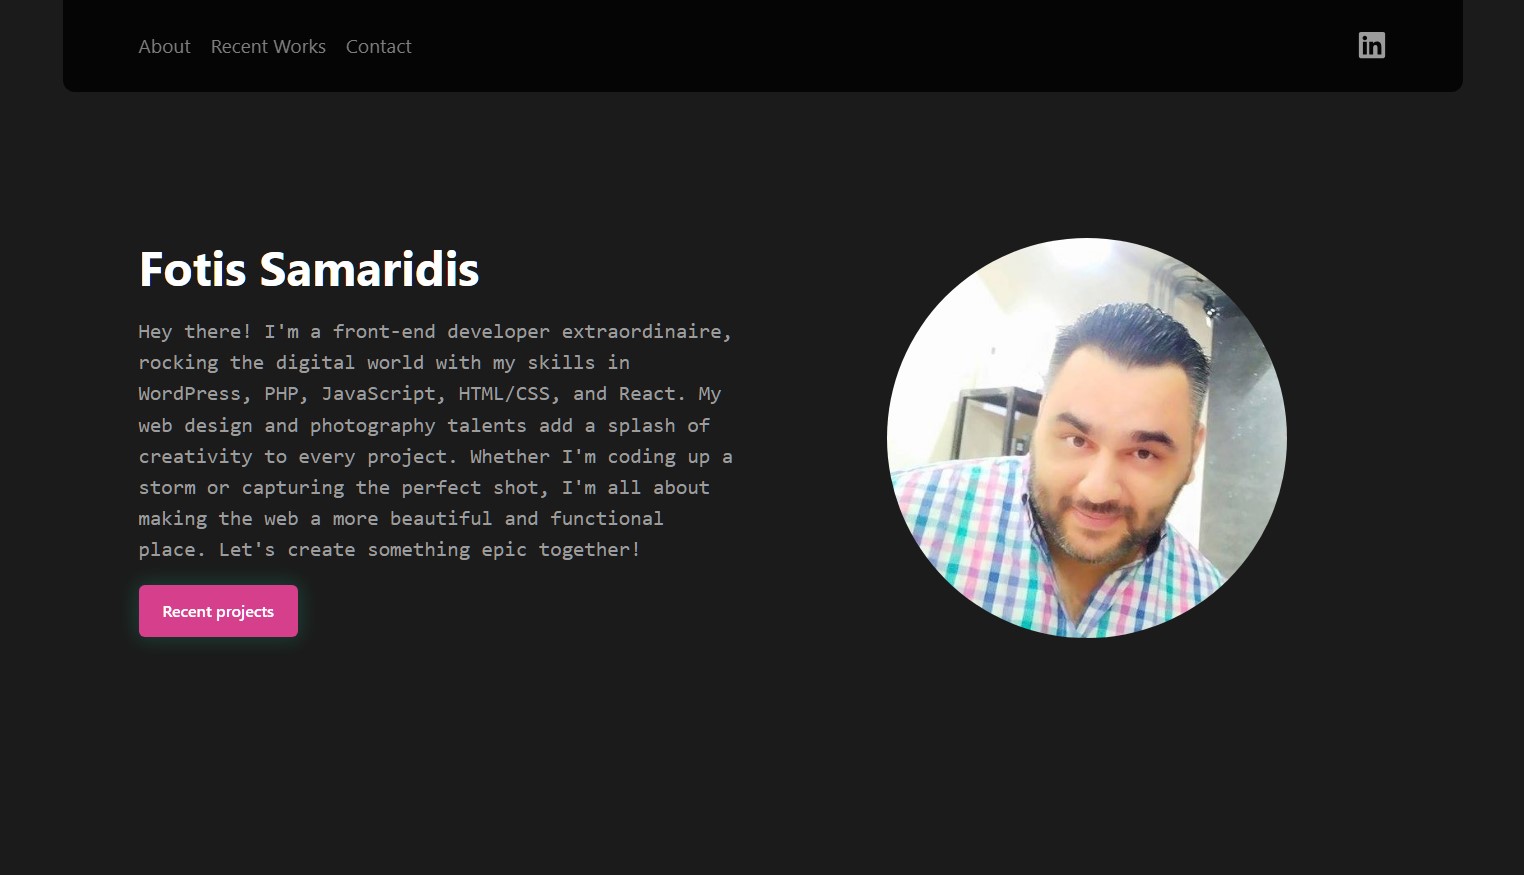 About Recent Works Contact
in
Fotis Samaridis
Hey there! I'm a front-end developer extraordinaire,
rocking the digital world with my skills in
WordPress, PHP, JavaScript, HTML/CSS, and React. My
web design and photography talents add a splash of
creativity to every project. Whether I'm coding up a
storm or capturing the perfect shot, I'm all about
making the web a more beautiful and functional
place. Let's create something epic together!
Recent projects